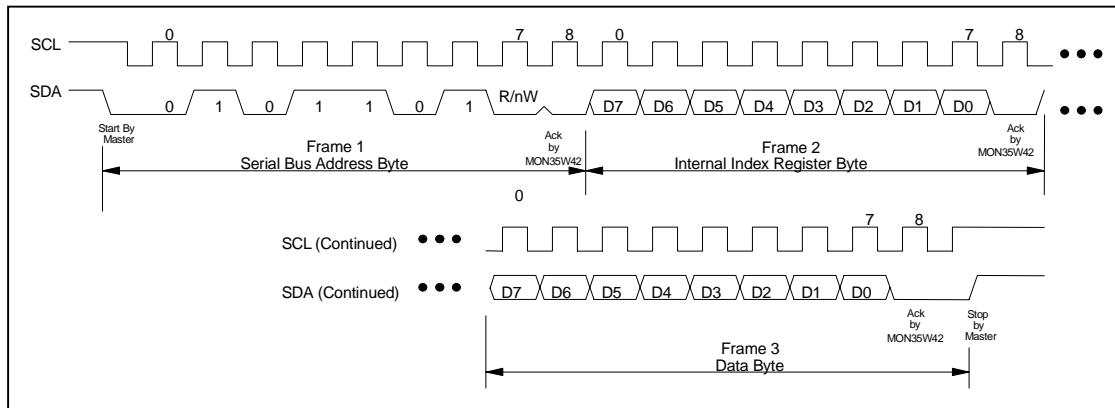 0 7 8 0 7 8
SCL
SDA
0 1 0 1 1 0 1 R/nW D7 D6 D5 D4 D3 D2 D1 D0
Start By
Master
Ack
by
MON35W42
Ack
by
MON35W42
Frame 1
Serial Bus Address Byte
Frame 2
Internal Index Register Byte
0
7 8
SCL (Continued)
SDA (Continued)
D7 D6 D5 D4 D3 D2 D1 D0
Ack
by
MON35W42
Stop
by
Master
Frame 3
Data Byte